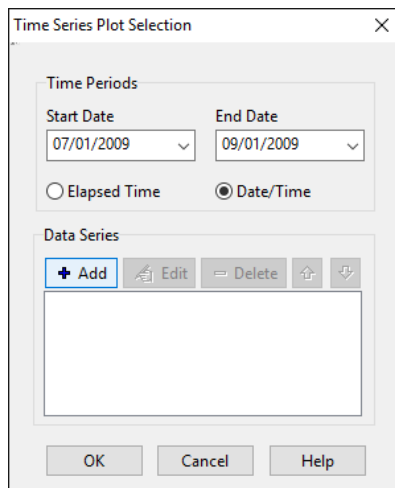 Time Series Plot Selection
Time Periods
Start Date End Date
07/01/2009 09/01/2009
Elapsed Time Date/Time
Data Series
Add Edit Delete
OK Cancel Help